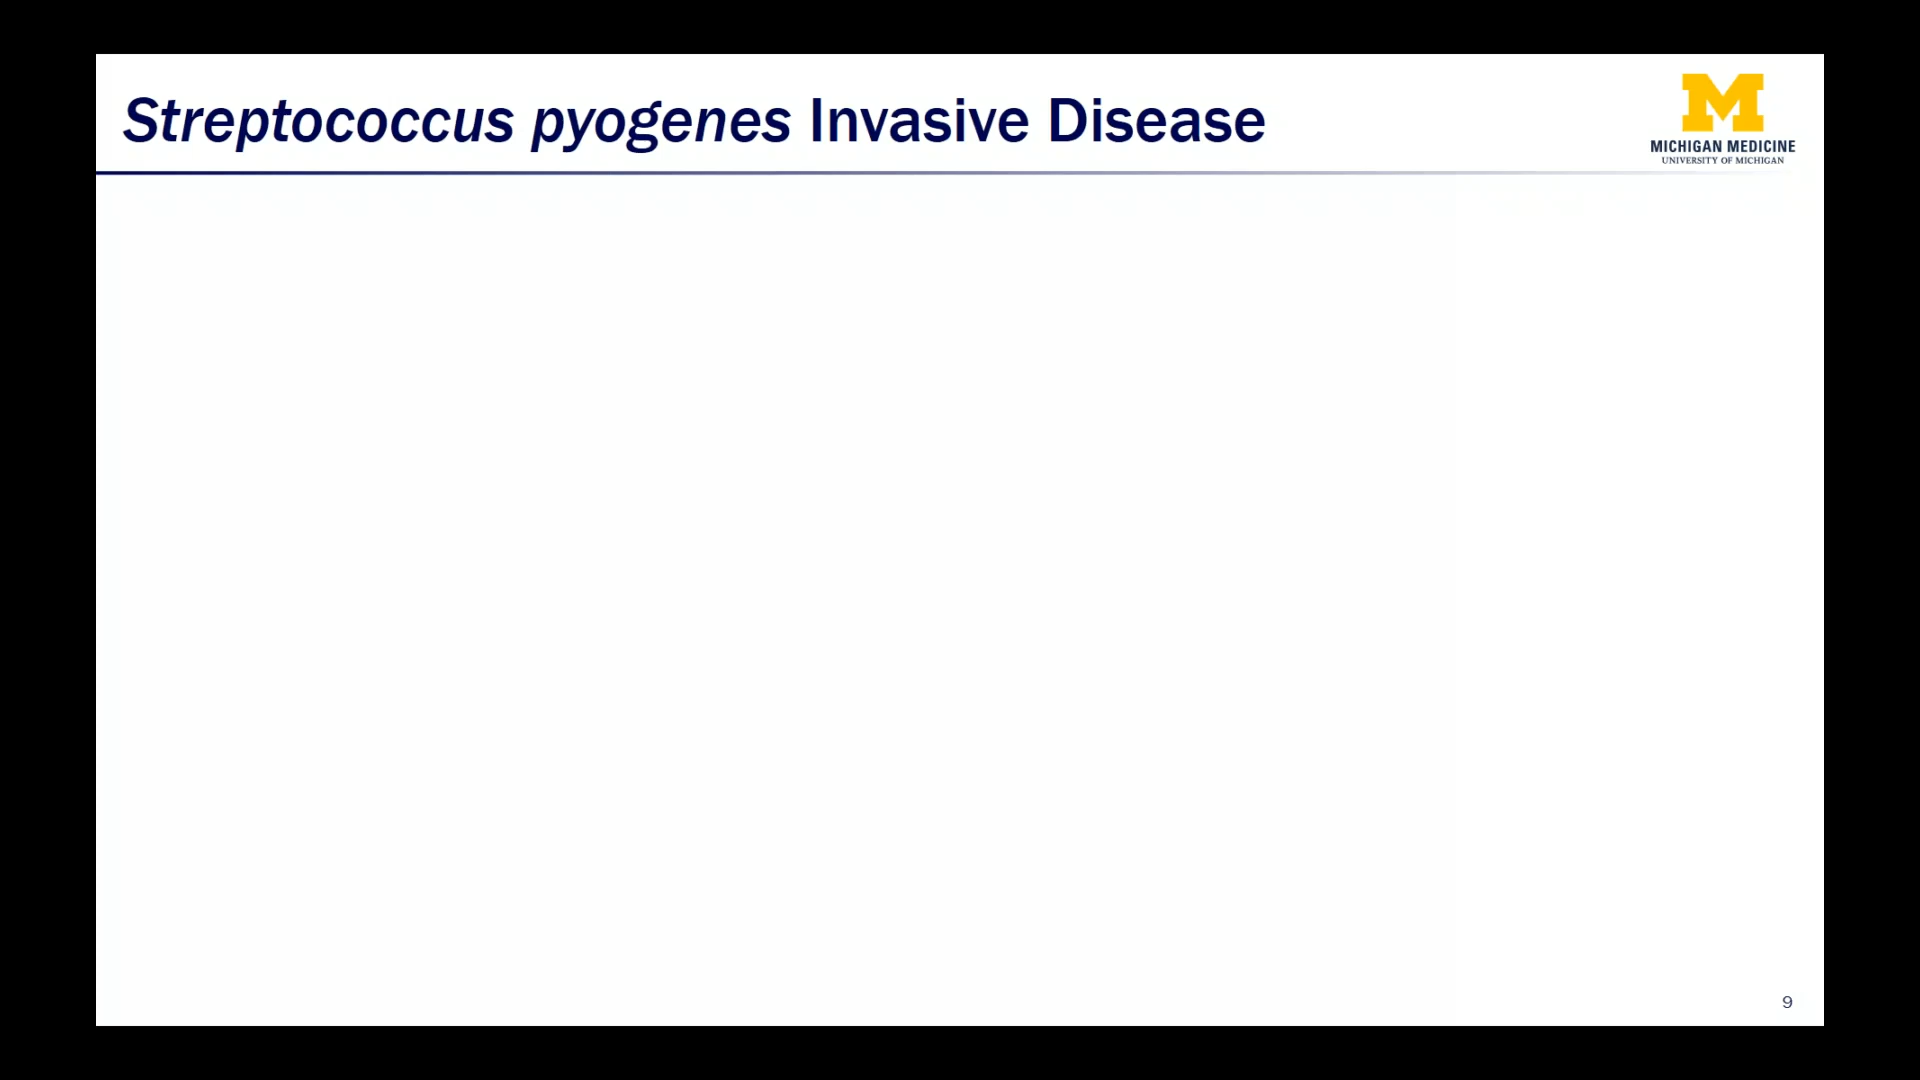 Streptococcus pyogenes Invasive Disease
MICHIGAN MEDICINE
UNIVERSITY OF MICHIGAN
9